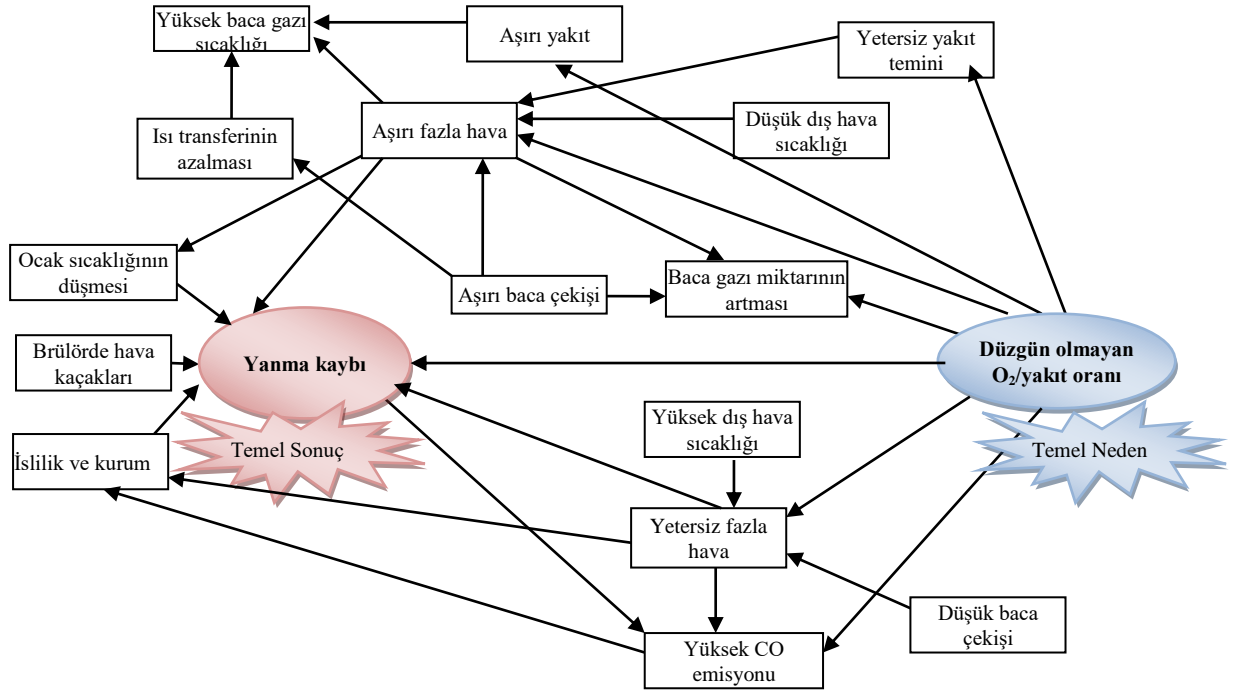 Yüksek baca gazı
sıcaklığı
Aşırı yakıt
Yetersiz yakıt
temini
Isı transferinin
azalması
Aşırı fazla hava
Düşük dış hava
sıcaklığı
Ocak sıcaklığının
düşmesi
Aşırı baca çekişi
Baca gazı miktarının
artması
Brülörde hava
kaçakları
Yanma kaybı
Düzgün olmayan
O₂/yakıt oranı
İslilik ve kurum
Temel Sonuç
Yüksek dış hava
sıcaklığı
Temel Neden
Yetersiz fazla
hava
Düşük baca
çekişi
Yüksek CO
emisyonu